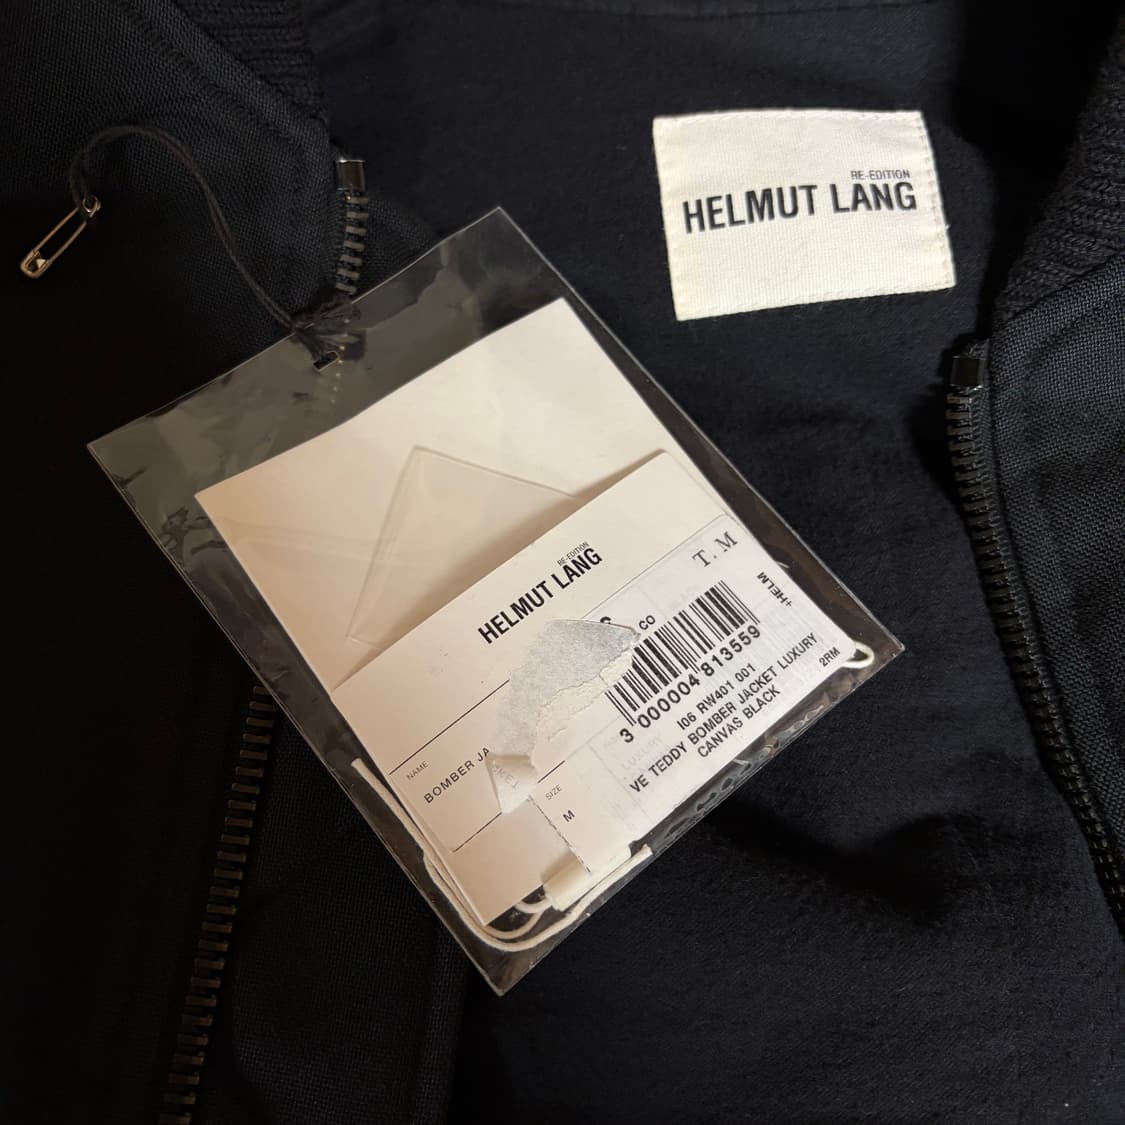 RE-EDITION
HELMUT LANG
RE-EDITION
HELMUT LANG
T.M
CO
+HELM
3 000004 813559
I06 RW401 001
VE TEDDY BOMBER JACKET LUXURY
CANVAS BLACK
2RM
NAME
BOMBER JA
SIZE
M
LUXURY